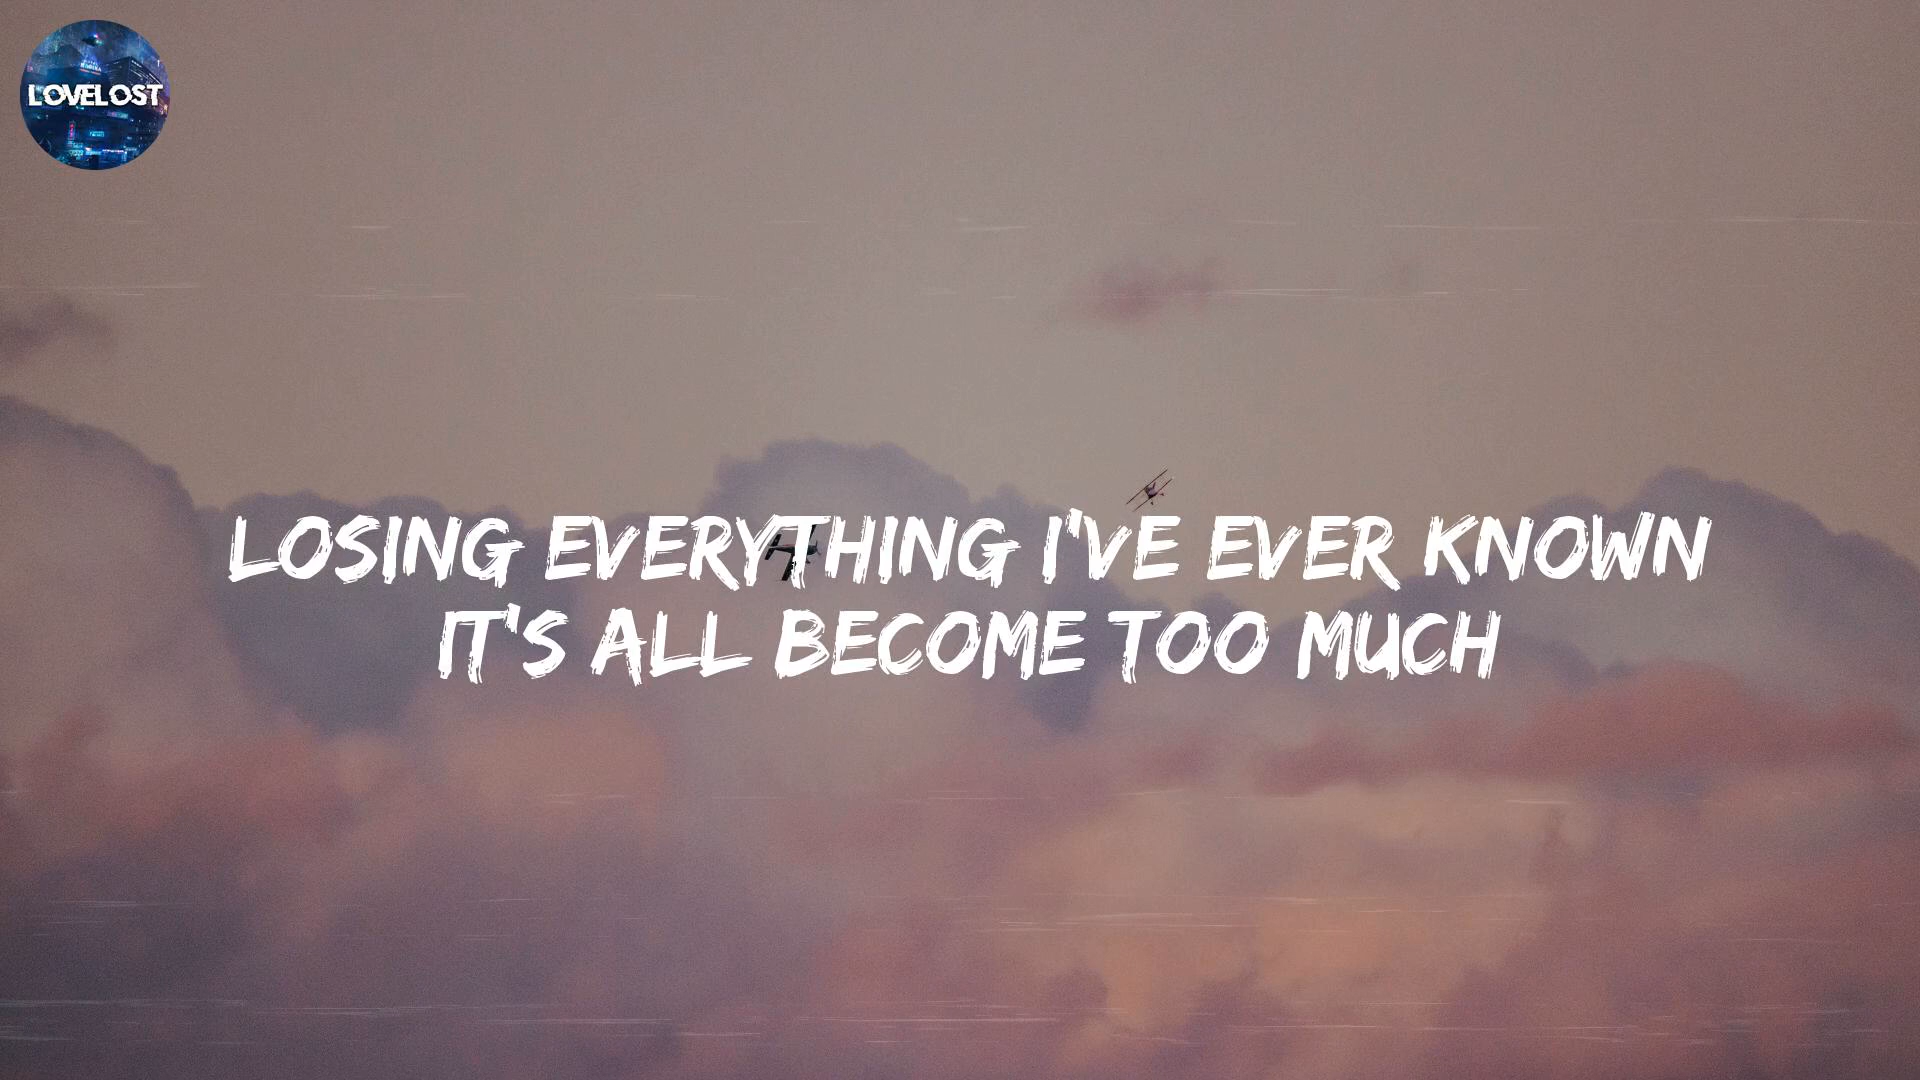 LOVELOST
LOSING EVERYTHING I'VE EVER KNOWN
IT'S ALL BECOME TOO MUCH